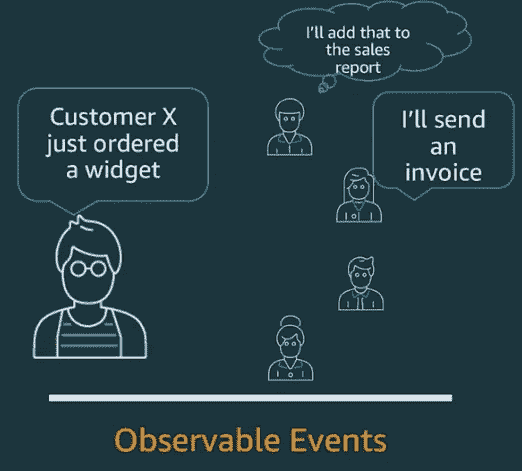 Customer X
just ordered
a widget
I'll add that to
the sales
report
I'll send
an
invoice
Observable Events